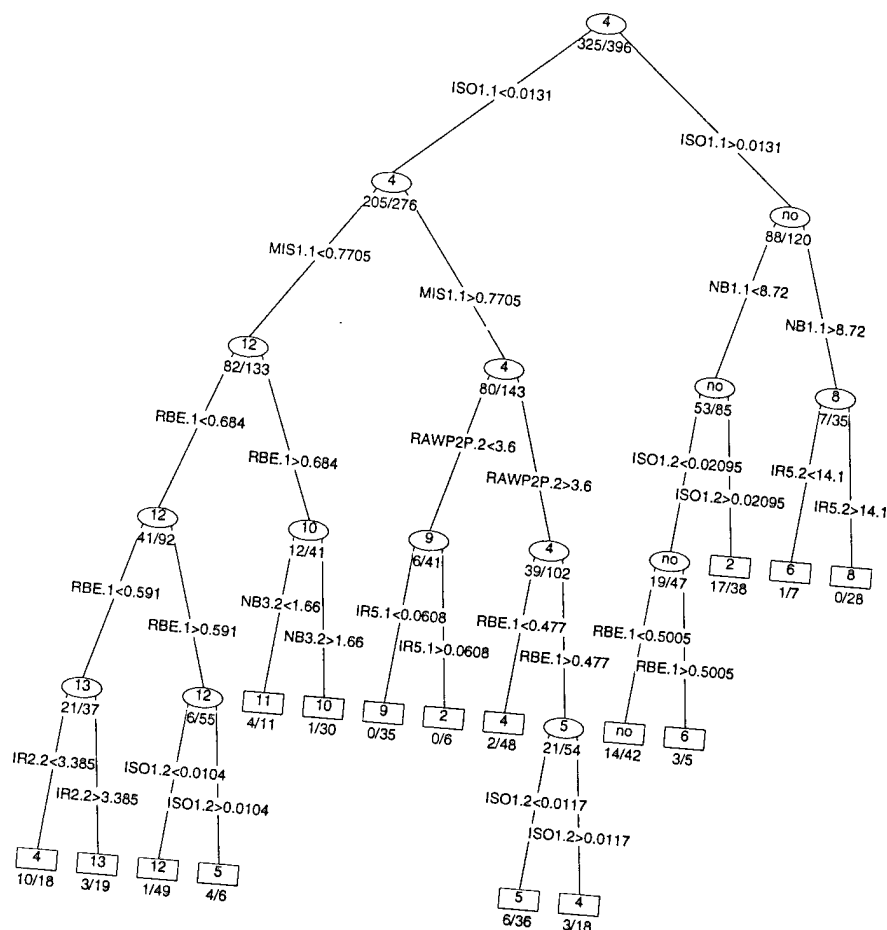 4
325/396
ISO1.1<0.0131
ISO1.1>0.0131
4
205/276
no
88/120
MIS1.1<0.7705
MIS1.1>0.7705
NB1.1<8.72
NB1.1>8.72
12
82/133
4
80/143
no
53/85
8
7/35
RBE.1<0.684
RBE.1>0.684
RAWP2P.2<3.6
RAWP2P.2>3.6
ISO1.2<0.02095
ISO1.2>0.02095
IR5.2<14.1
IR5.2>14.1
12
41/92
10
12/41
9
6/41
4
39/102
no
19/47
2
17/38
6
1/7
8
0/28
RBE.1<0.591
RBE.1>0.591
NB3.2<1.66
NB3.2>1.66
IR5.1<0.0608
IR5.1>0.0608
RBE.1<0.477
RBE.1>0.477
RBE.1<0.5005
RBE.1>0.5005
13
21/37
12
6/55
11
4/11
10
1/30
9
0/35
2
0/6
4
2/48
5
21/54
no
14/42
6
3/5
IR2.2<3.385
IR2.2>3.385
ISO1.2<0.0104
ISO1.2>0.0104
ISO1.2<0.0117
ISO1.2>0.0117
4
10/18
13
3/19
12
1/49
5
4/6
5
6/36
4
3/18